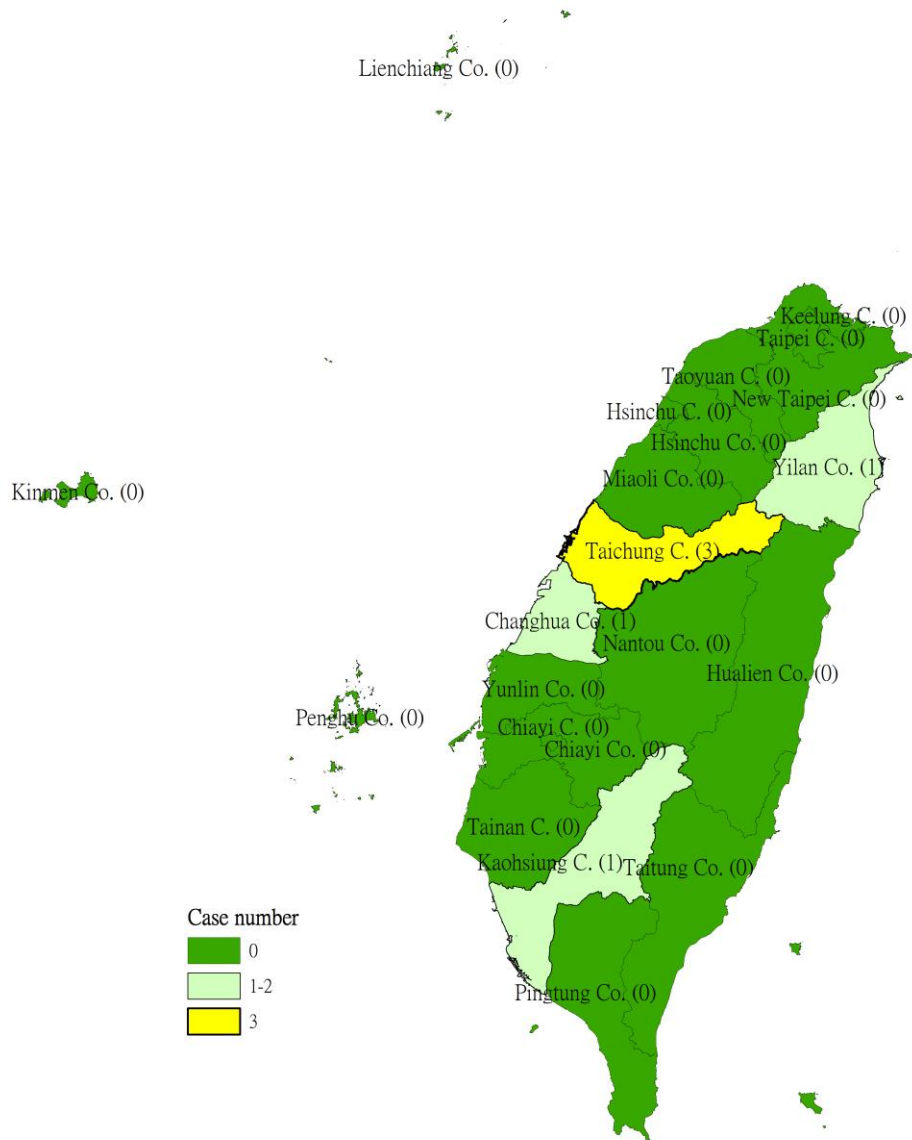 Lienchiang Co. (0)
Keelung C. (0)
Taipei C. (0)
Taoyuan C. (0)
New Taipei C. (0)
Hsinchu C. (0)
Hsinchu Co. (0)
Yilan Co. (1)
Miaoli Co. (0)
Kinmen Co. (0)
Taichung C. (3)
Changhua Co. (1)
Nantou Co. (0)
Hualien Co. (0)
Yunlin Co. (0)
Penghu Co. (0)
Chiayi C. (0)
Chiayi Co. (0)
Tainan C. (0)
Kaohsiung C. (1)
Taitung Co. (0)
Pingtung Co. (0)
Case number
0
1-2
3